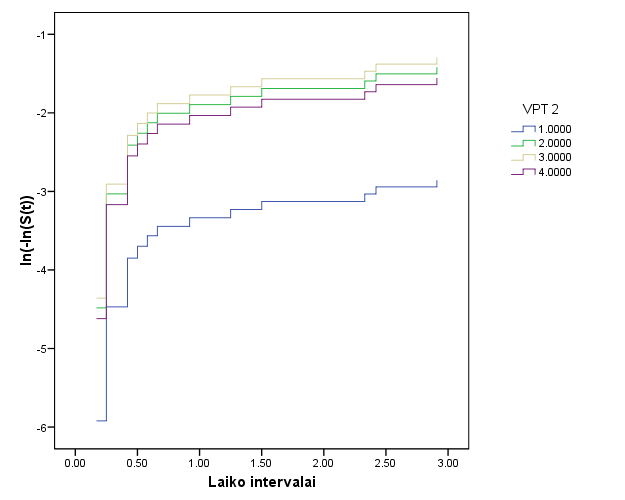 -1
-2
-3
-4
-5
-6
ln(-ln(S(t))
0.00 0.50 1.00 1.50 2.00 2.50 3.00
Laiko intervalai
VPT 2
1.0000
2.0000
3.0000
4.0000